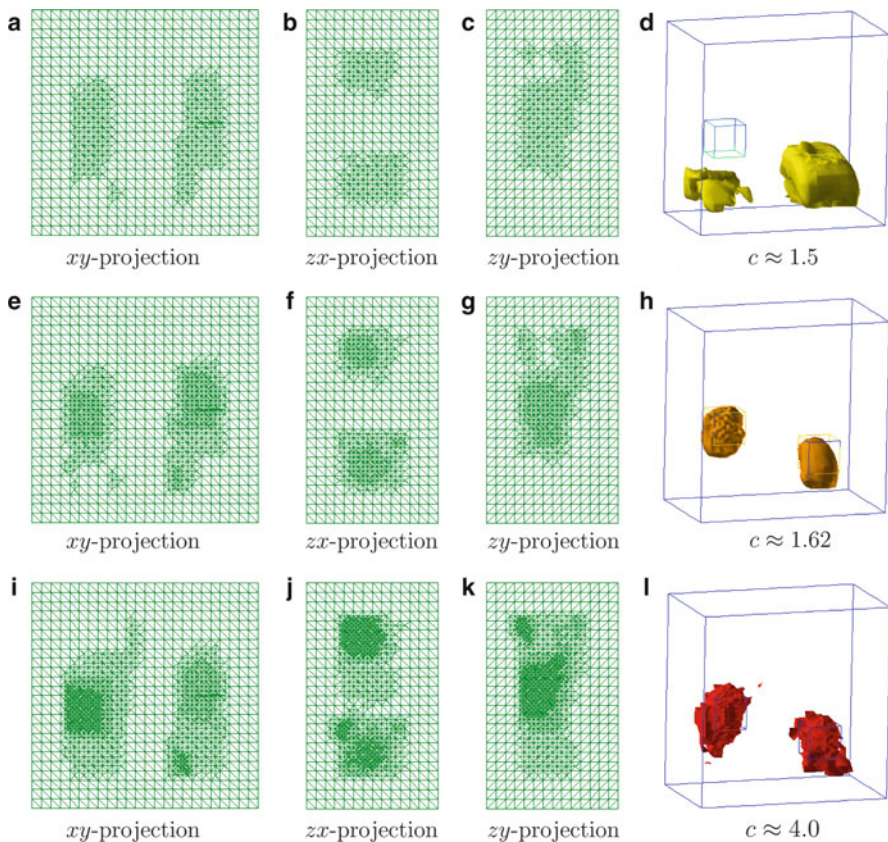 a b c d
xy-projection zx-projection zy-projection c ≈ 1.5
e f g h
xy-projection zx-projection zy-projection c ≈ 1.62
i j k l
xy-projection zx-projection zy-projection c ≈ 4.0